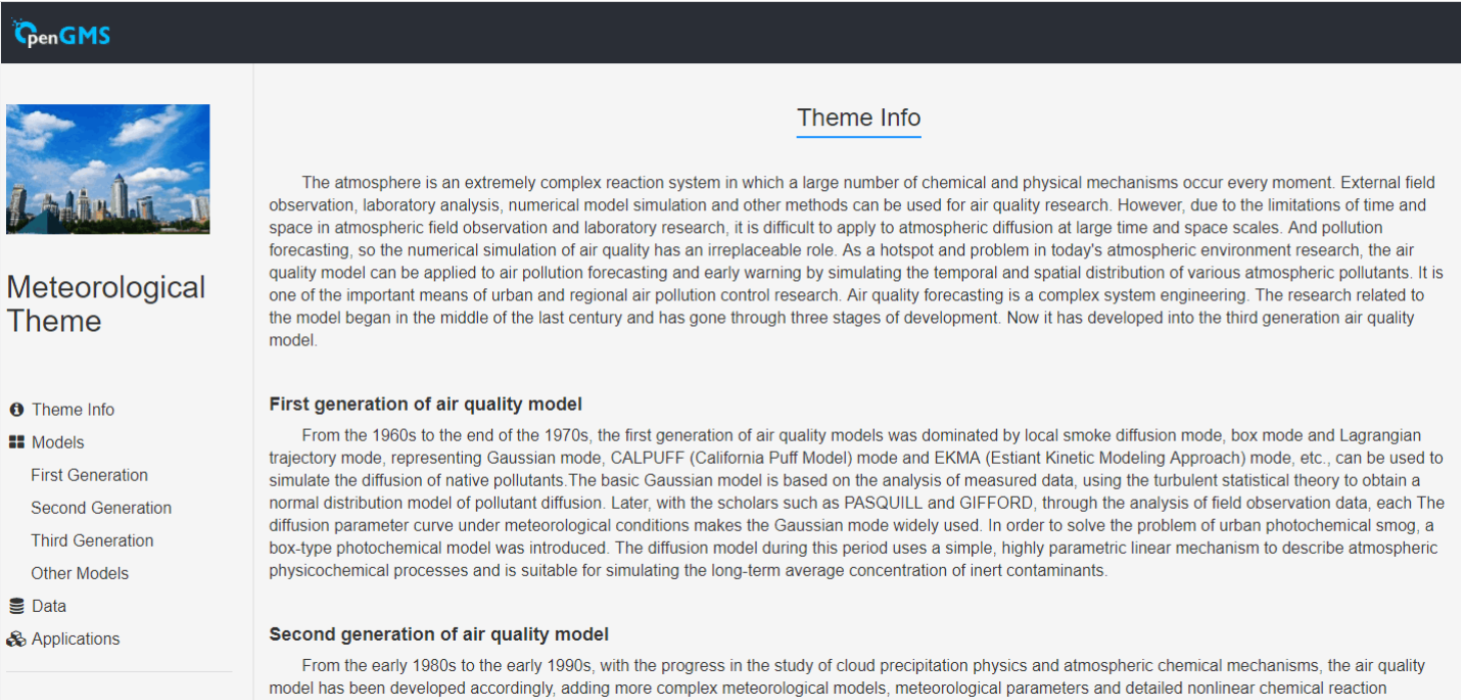 OpenGMS
Meteorological
Theme
Theme Info
Models
First Generation
Second Generation
Third Generation
Other Models
Data
Applications
Theme Info
The atmosphere is an extremely complex reaction system in which a large number of chemical and physical mechanisms occur every moment. External field
observation, laboratory analysis, numerical model simulation and other methods can be used for air quality research. However, due to the limitations of time and
space in atmospheric field observation and laboratory research, it is difficult to apply to atmospheric diffusion at large time and space scales. And pollution
forecasting, so the numerical simulation of air quality has an irreplaceable role. As a hotspot and problem in today's atmospheric environment research, the air
quality model can be applied to air pollution forecasting and early warning by simulating the temporal and spatial distribution of various atmospheric pollutants. It is
one of the important means of urban and regional air pollution control research. Air quality forecasting is a complex system engineering. The research related to
the model began in the middle of the last century and has gone through three stages of development. Now it has developed into the third generation air quality
model.
First generation of air quality model
From the 1960s to the end of the 1970s, the first generation of air quality models was dominated by local smoke diffusion mode, box mode and Lagrangian
trajectory mode, representing Gaussian mode, CALPUFF (California Puff Model) mode and EKMA (Estiant Kinetic Modeling Approach) mode, etc., can be used to
simulate the diffusion of native pollutants.The basic Gaussian model is based on the analysis of measured data, using the turbulent statistical theory to obtain a
normal distribution model of pollutant diffusion. Later, with the scholars such as PASQUILL and GIFFORD, through the analysis of field observation data, each The
diffusion parameter curve under meteorological conditions makes the Gaussian mode widely used. In order to solve the problem of urban photochemical smog, a
box-type photochemical model was introduced. The diffusion model during this period uses a simple, highly parametric linear mechanism to describe atmospheric
physicochemical processes and is suitable for simulating the long-term average concentration of inert contaminants.
Second generation of air quality model
From the early 1980s to the early 1990s, with the progress in the study of cloud precipitation physics and atmospheric chemical mechanisms, the air quality
model has been developed accordingly, adding more complex meteorological models, meteorological parameters and detailed nonlinear chemical reaction